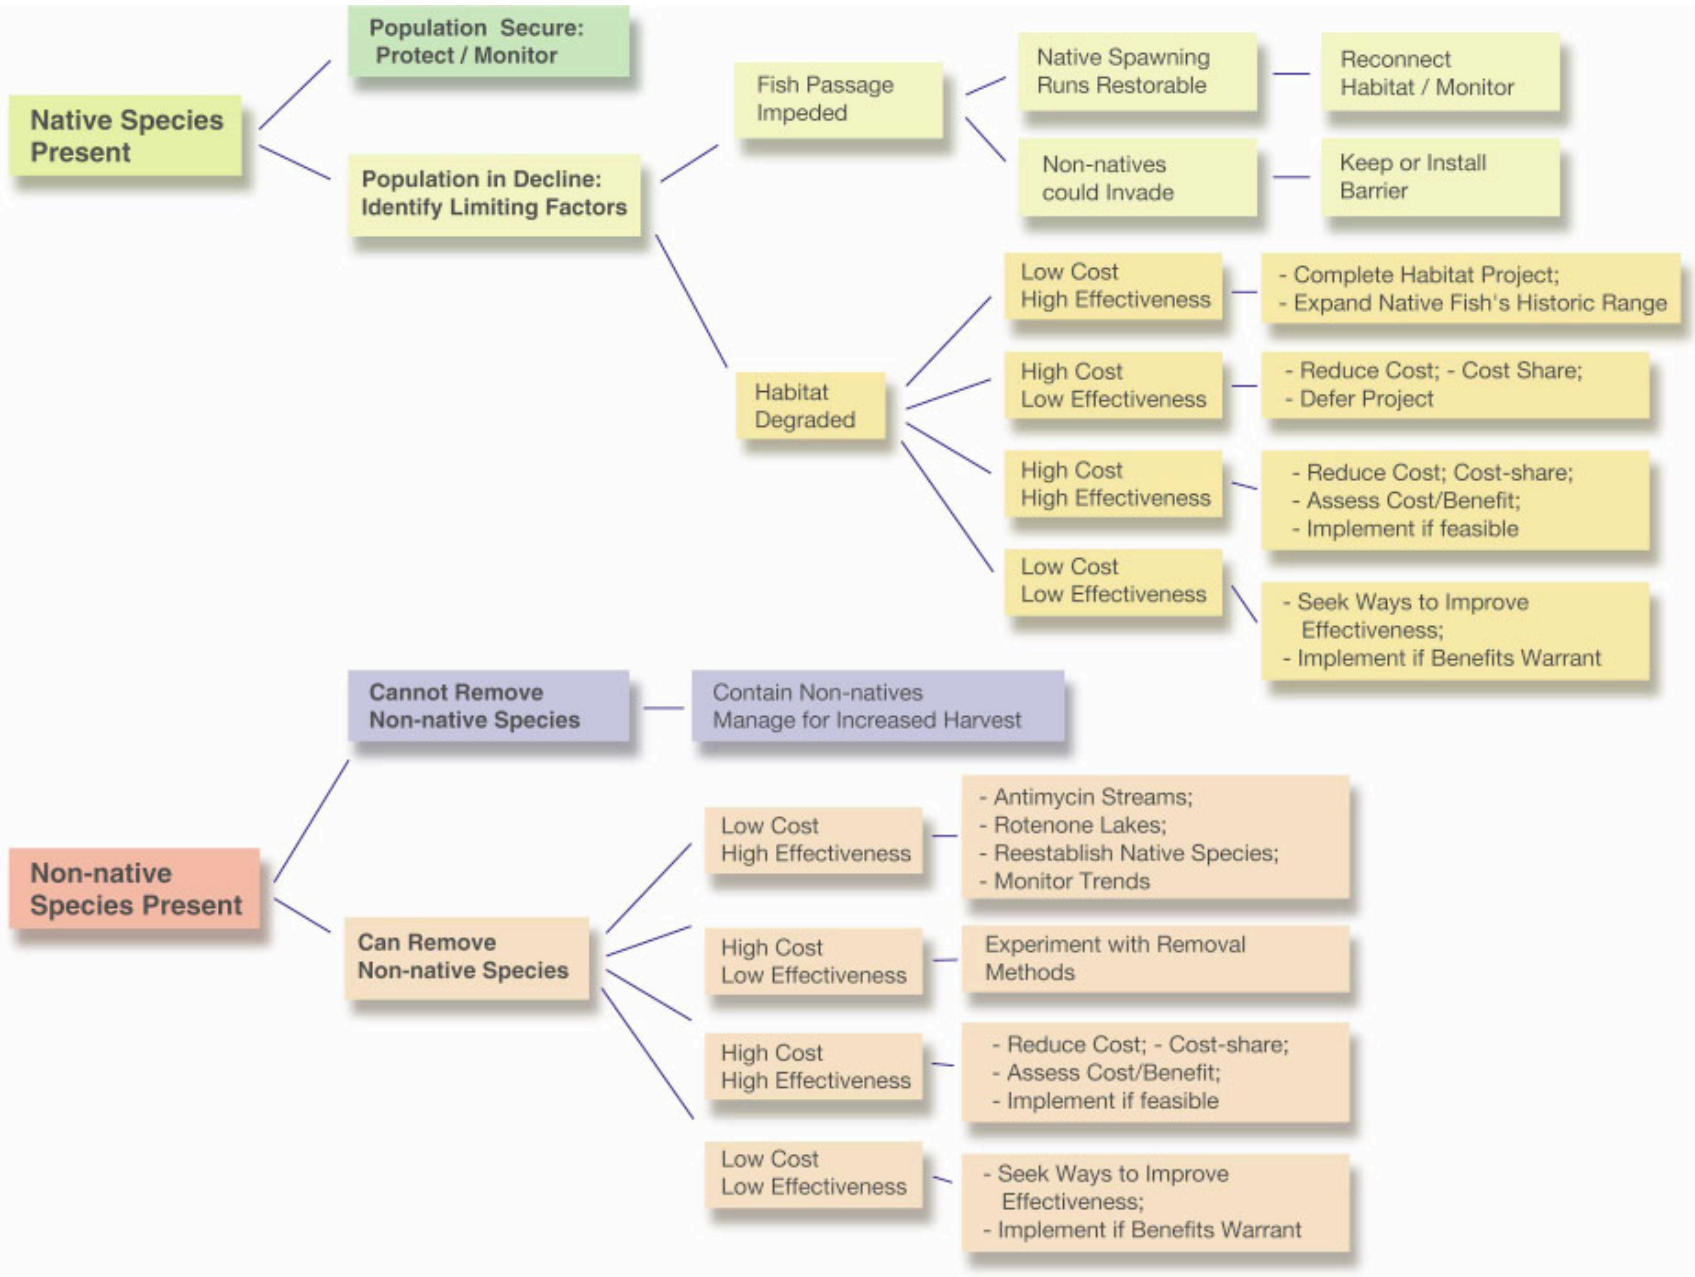 Native Species
Present
Population  Secure:
Protect / Monitor
Population in Decline:
Identify Limiting Factors
Fish Passage
Impeded
Native Spawning
Runs Restorable
Reconnect
Habitat / Monitor
Non-natives
could Invade
Keep or Install
Barrier
Habitat
Degraded
Low Cost
High Effectiveness
- Complete Habitat Project;
- Expand Native Fish's Historic Range
High Cost
Low Effectiveness
- Reduce Cost; - Cost Share;
- Defer Project
High Cost
High Effectiveness
- Reduce Cost; Cost-share;
- Assess Cost/Benefit;
- Implement if feasible
Low Cost
Low Effectiveness
- Seek Ways to Improve
Effectiveness;
- Implement if Benefits Warrant
Non-native
Species Present
Cannot Remove
Non-native Species
Contain Non-natives
Manage for Increased Harvest
Can Remove
Non-native Species
Low Cost
High Effectiveness
- Antimycin Streams;
- Rotenone Lakes;
- Reestablish Native Species;
- Monitor Trends
High Cost
Low Effectiveness
Experiment with Removal
Methods
High Cost
High Effectiveness
- Reduce Cost; - Cost-share;
- Assess Cost/Benefit;
- Implement if feasible
Low Cost
Low Effectiveness
- Seek Ways to Improve
Effectiveness;
- Implement if Benefits Warrant